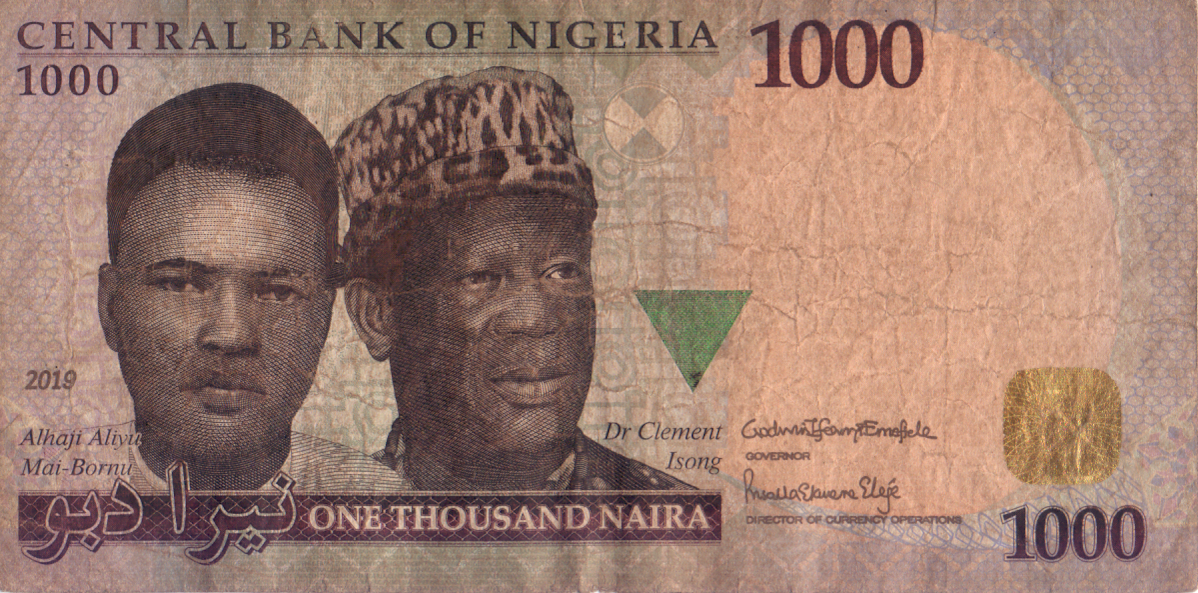 CENTRAL BANK OF NIGERIA
1000
1000
2019
Alhaji Aliyu
Mai-Bornu
Dr Clement
Isong
GodwinIfeanyiEmefiele
GOVERNOR
DIRECTOR OF CURRENCY OPERATIONS
نيرا دبو
ONE THOUSAND NAIRA
1000